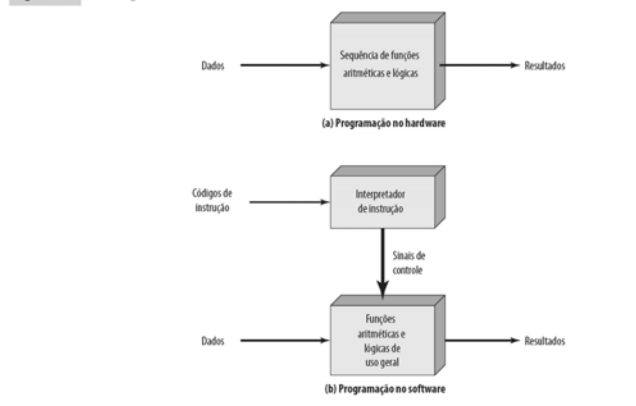 Dados
Sequência de funções
aritméticas e lógicas
Resultados
(a) Programação no hardware
Códigos de
instrução
Interpretador
de instrução
Sinais de
controle
Dados
Funções
aritméticas e
lógicas de
uso geral
Resultados
(b) Programação no software